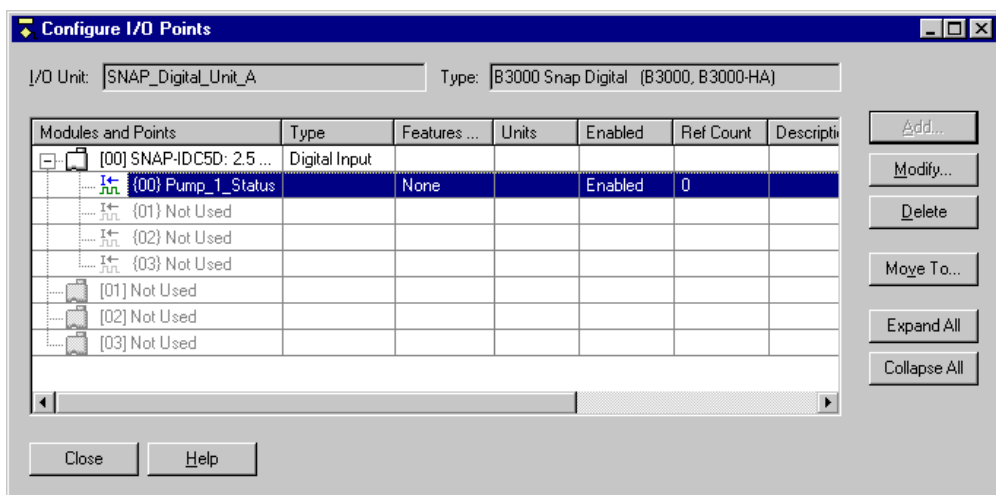 Configure I/O Points
I/O Unit: SNAP_Digital_Unit_A Type: B3000 Snap Digital (B3000, B3000-HA)
Modules and Points Type Features ... Units Enabled Ref Count Descripti
[00] SNAP-IDC5D: 2.5 ... Digital Input
{00} Pump_1_Status None Enabled 0
{01} Not Used
{02} Not Used
{03} Not Used
[01] Not Used
[02] Not Used
[03] Not Used
Add...
Modify...
Delete
Move To...
Expand All
Collapse All
Close Help